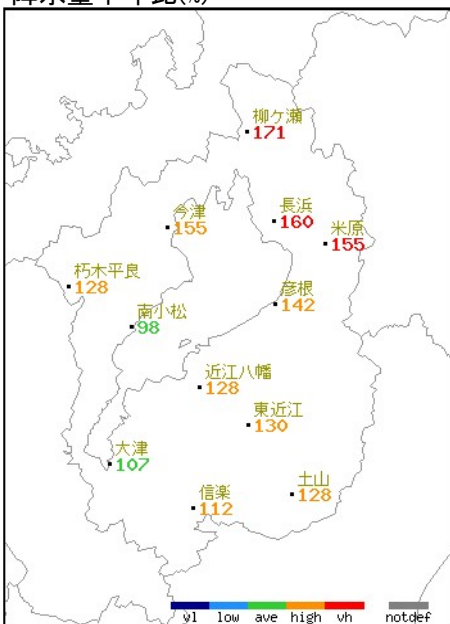 柳ケ瀬
171
長浜
160
今津
155
米原
155
朽木平良
128
彦根
142
南小松
98
近江八幡
128
東近江
130
大津
107
土山
128
信楽
112
yl low ave high vh notdef